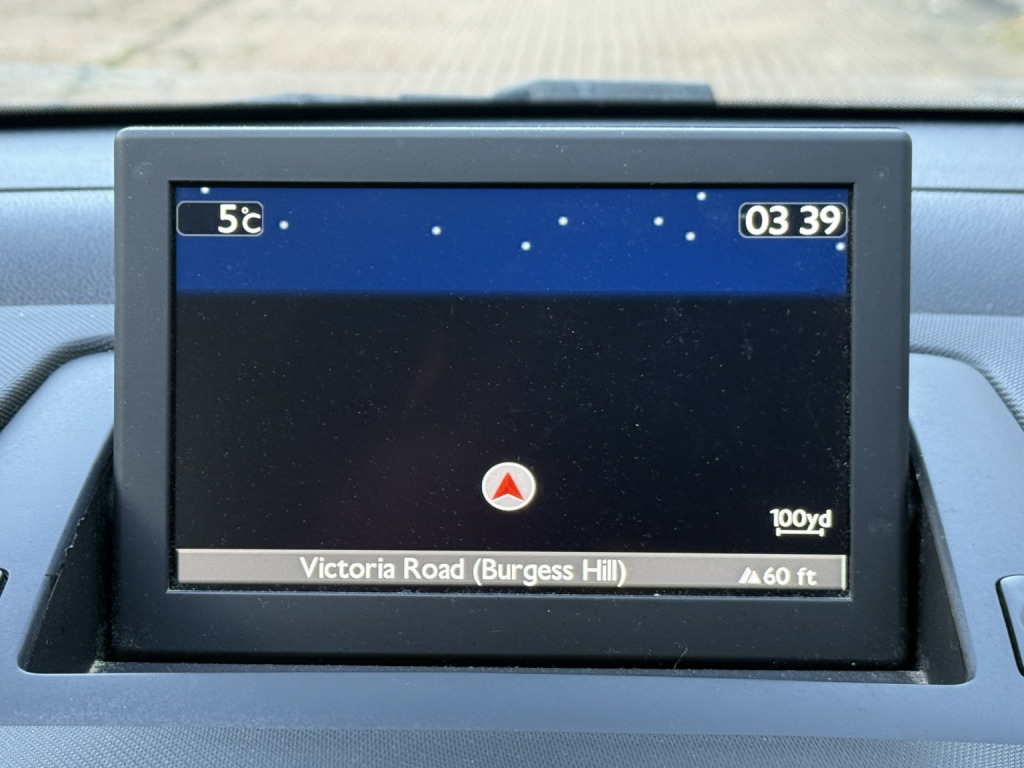 5°C
03 39
100yd
Victoria Road (Burgess Hill)
60 ft